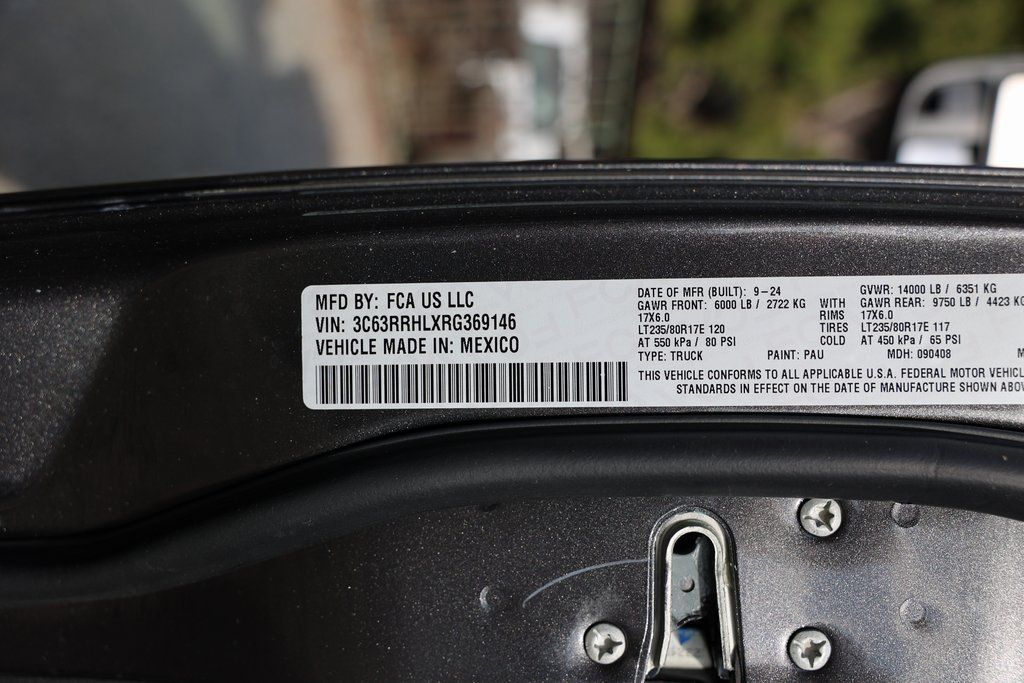 MFD BY: FCA US LLC
VIN: 3C63RRHLXRG369146
VEHICLE MADE IN: MEXICO
DATE OF MFR (BUILT): 9-24 GVWR: 14000 LB / 6351 KG
GAWR FRONT: 6000 LB / 2722 KG WITH GAWR REAR: 9750 LB / 4423 KG
17X6.0 RIMS 17X6.0
LT235/80R17E 120 TIRES LT235/80R17E 117
AT 550 kPa / 80 PSI COLD AT 450 kPa / 65 PSI
TYPE: TRUCK PAINT: PAU MDH: 090408
THIS VEHICLE CONFORMS TO ALL APPLICABLE U.S.A. FEDERAL MOTOR
STANDARDS IN EFFECT ON THE DATE OF MANUFACTURE SHOWN